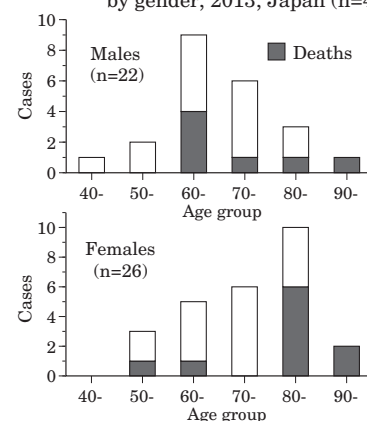 by gender, 2013, Japan (n=4
10
8
6
4
2
0
Cases
Males
(n=22)
Deaths
40- 50- 60- 70- 80- 90-
Age group
10
8
6
4
2
0
Cases
Females
(n=26)
40- 50- 60- 70- 80- 90-
Age group